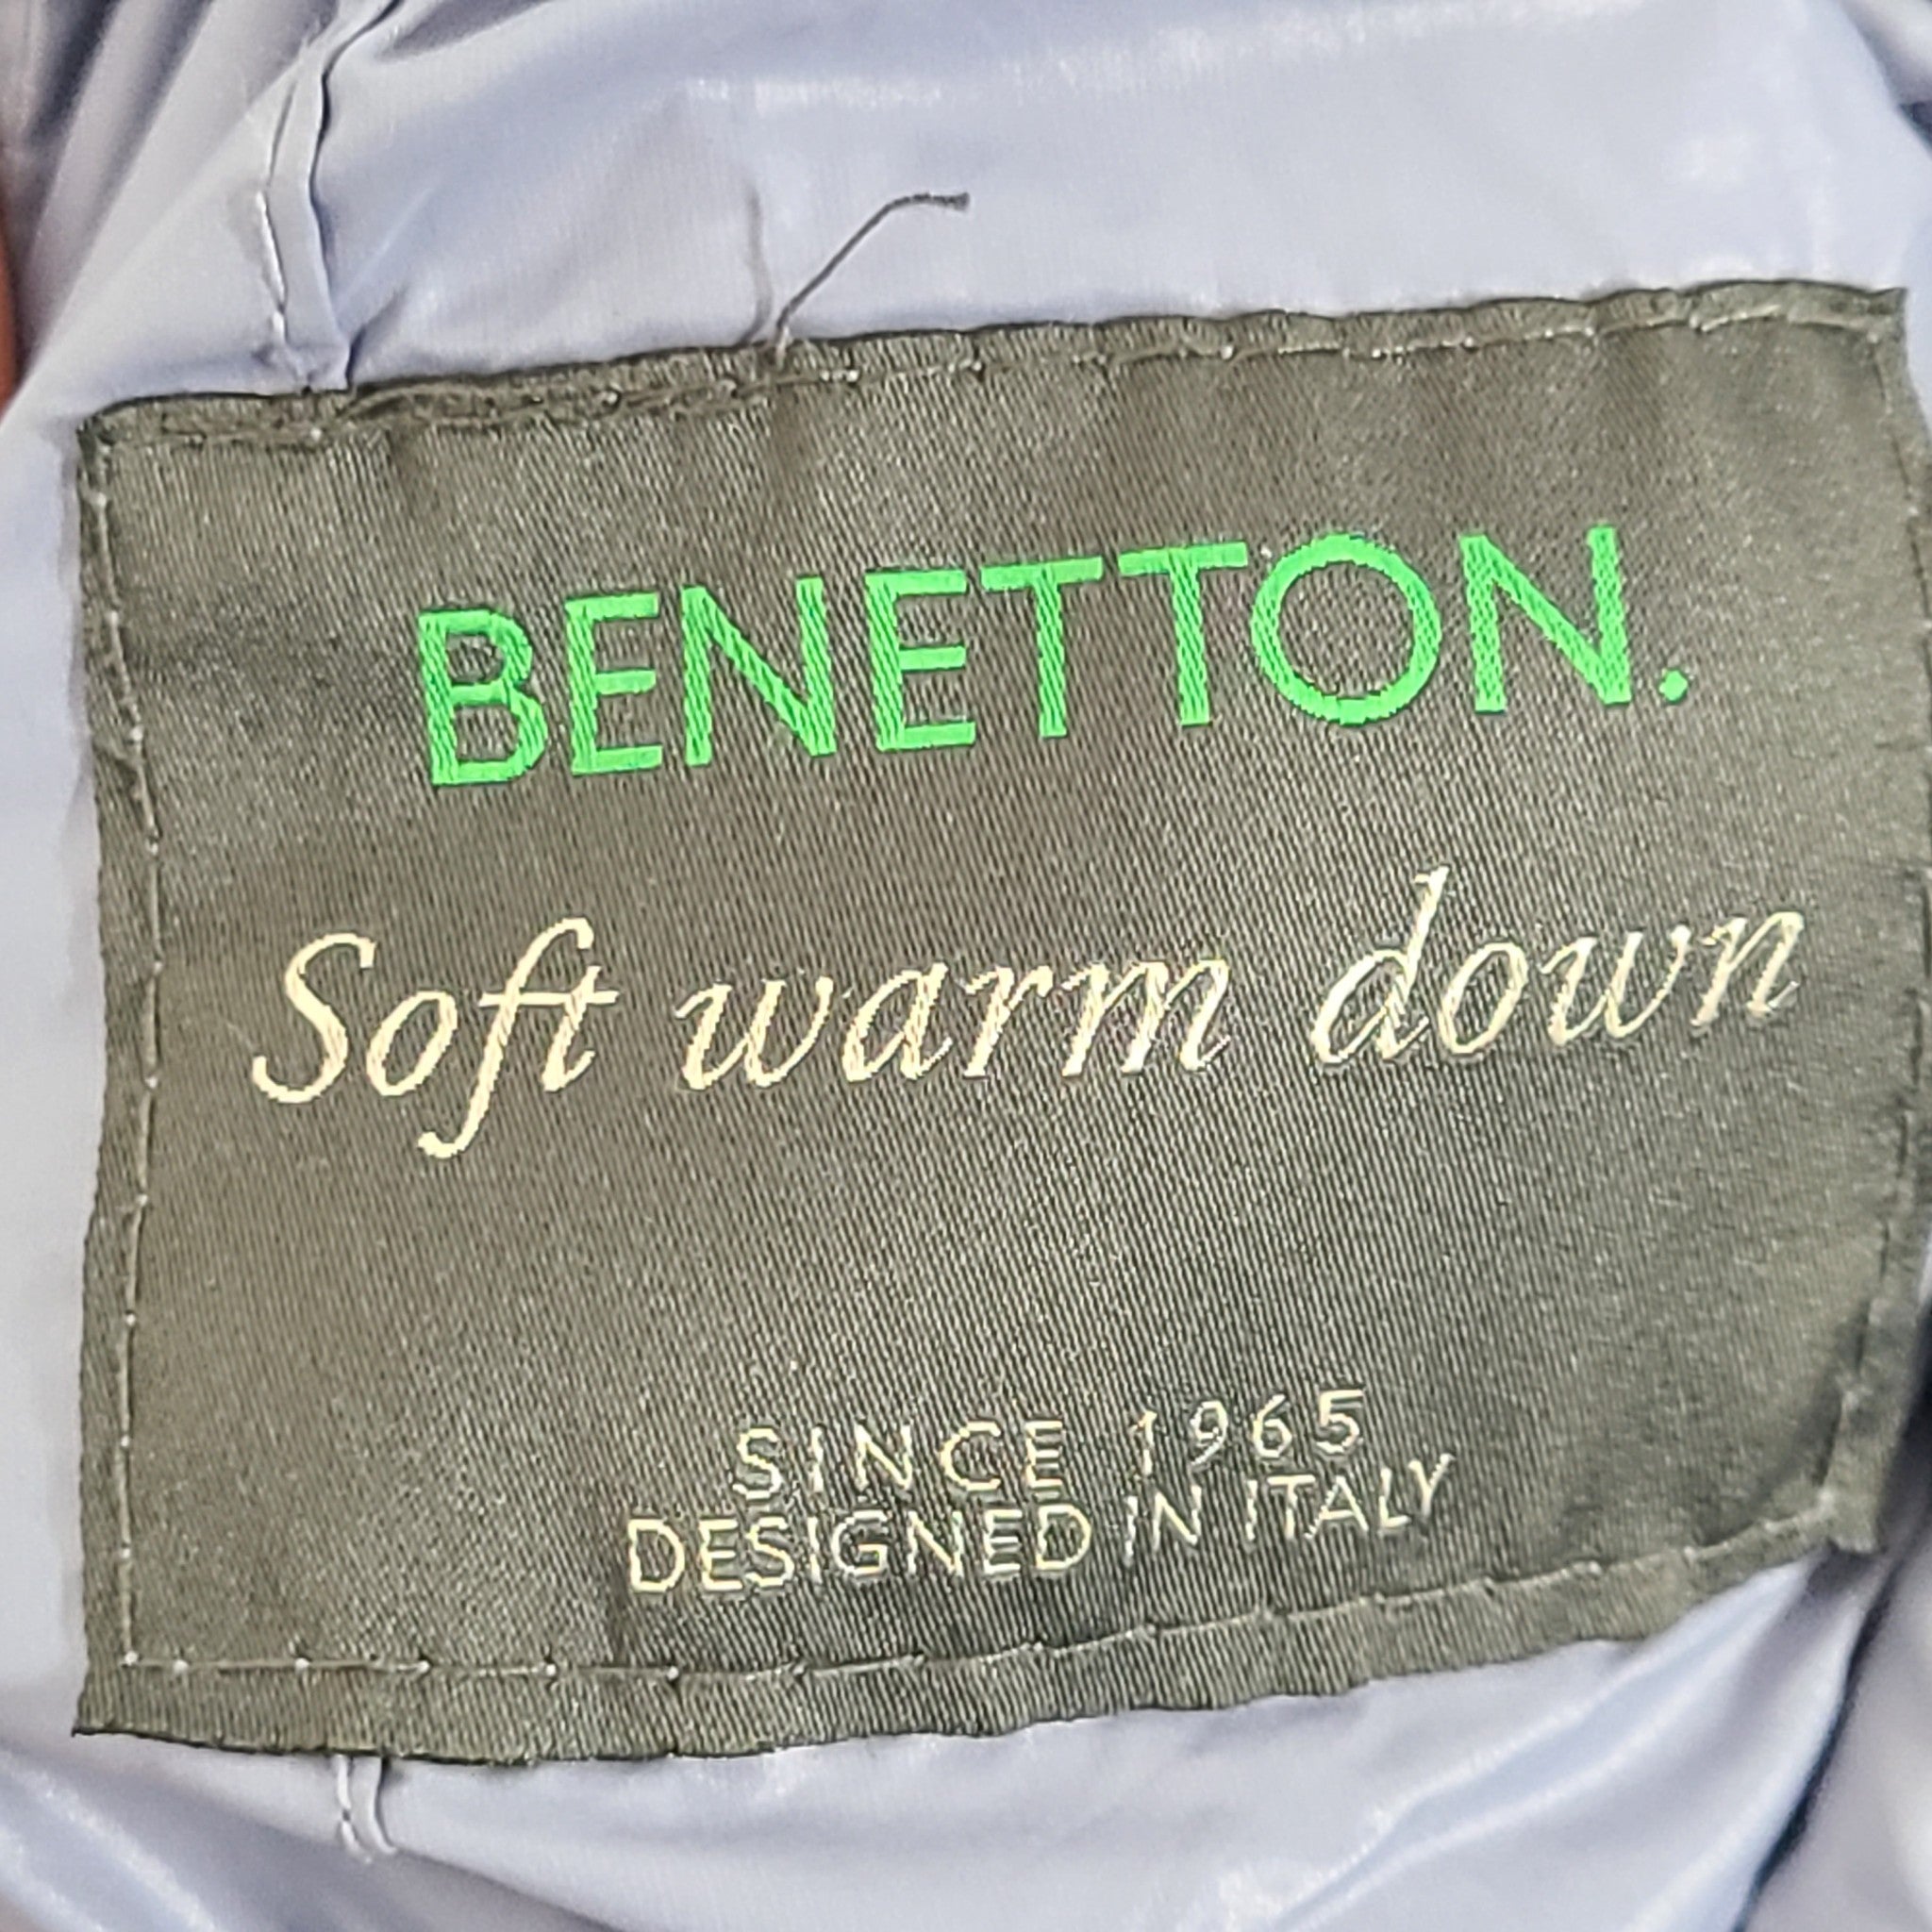 BENETTON.
Soft warm down
SINCE 1965
DESIGNED IN ITALY